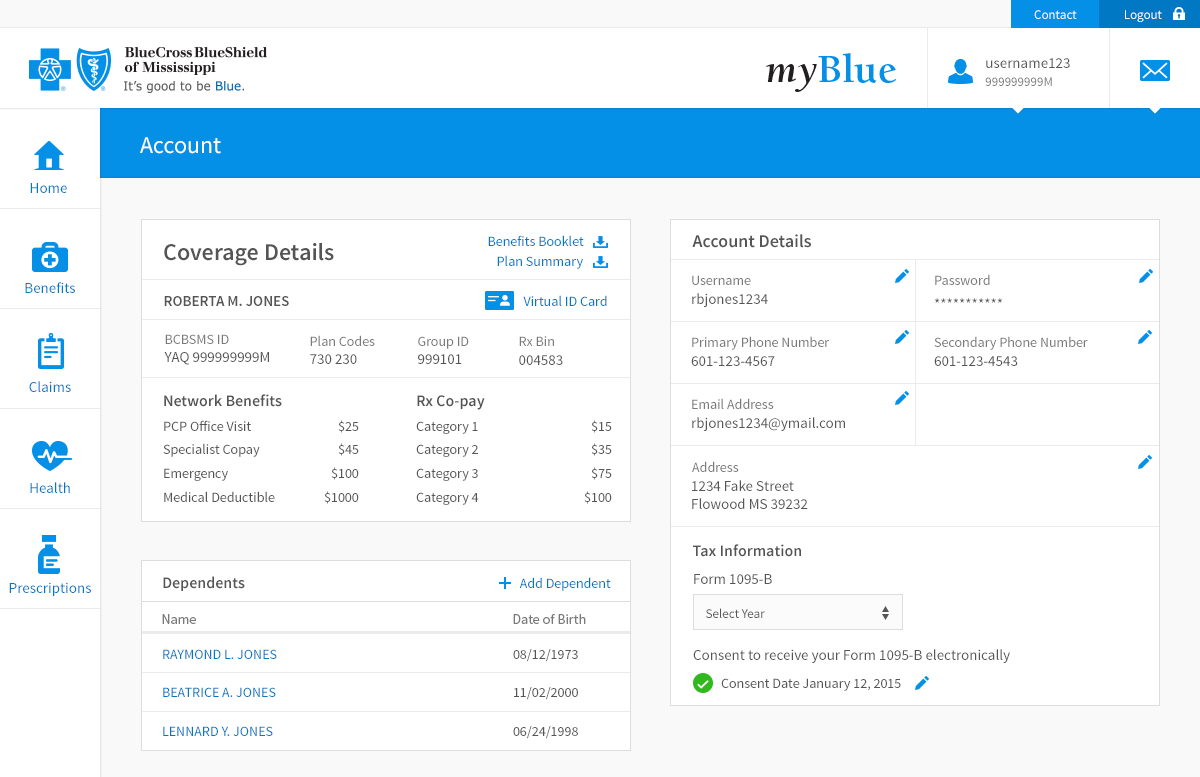 Contact
Logout
BlueCross BlueShield
of Mississippi
It's good to be Blue.
myBlue
username123
999999999M
Account
Home
Benefits
Claims
Health
Prescriptions
Coverage Details
Benefits Booklet
Plan Summary
ROBERTA M. JONES
Virtual ID Card
BCBSMS ID
YAQ 999999999M
Plan Codes
730 230
Group ID
999101
Rx Bin
004583
Network Benefits
PCP Office Visit $25
Specialist Copay $45
Emergency $100
Medical Deductible $1000
Rx Co-pay
Category 1 $15
Category 2 $35
Category 3 $75
Category 4 $100
Dependents
Add Dependent
Name Date of Birth
RAYMOND L. JONES 08/12/1973
BEATRICE A. JONES 11/02/2000
LENNARD Y. JONES 06/24/1998
Account Details
Username
rbjones1234
Password
***********
Primary Phone Number
601-123-4567
Secondary Phone Number
601-123-4543
Email Address
rbjones1234@ymail.com
Address
1234 Fake Street
Flowood MS 39232
Tax Information
Form 1095-B
Select Year
Consent to receive your Form 1095-B electronically
Consent Date January 12, 2015